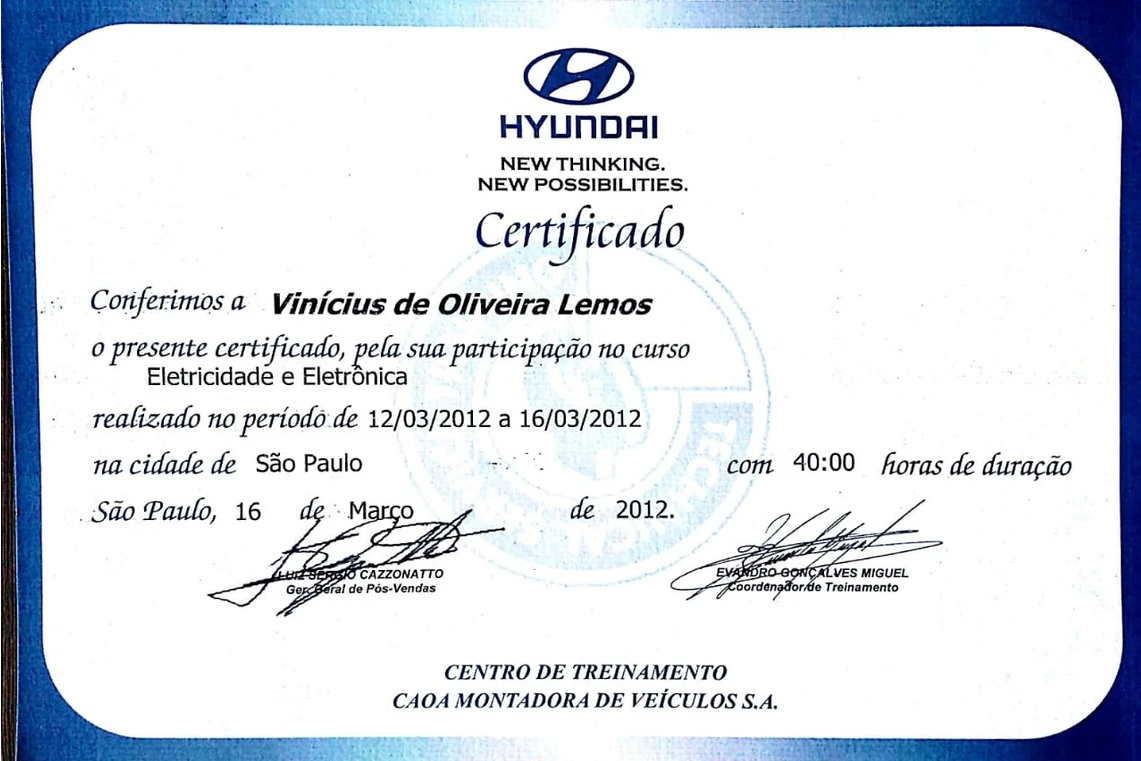 HYUNDAI
NEW THINKING.
NEW POSSIBILITIES.
Certificado
Conferimos a Vinícius de Oliveira Lemos
o presente certificado, pela sua participação no curso
Eletricidade e Eletrônica
realizado no período de 12/03/2012 a 16/03/2012
na cidade de São Paulo com 40:00 horas de duração
São Paulo, 16 de Março de 2012.
LUIZ SERGIO CAZZONATTO EVANDRO GONÇALVES MIGUEL
Ger. Geral de Pós-Vendas Coordenador de Treinamento
CENTRO DE TREINAMENTO
CAOA MONTADORA DE VEÍCULOS S.A.